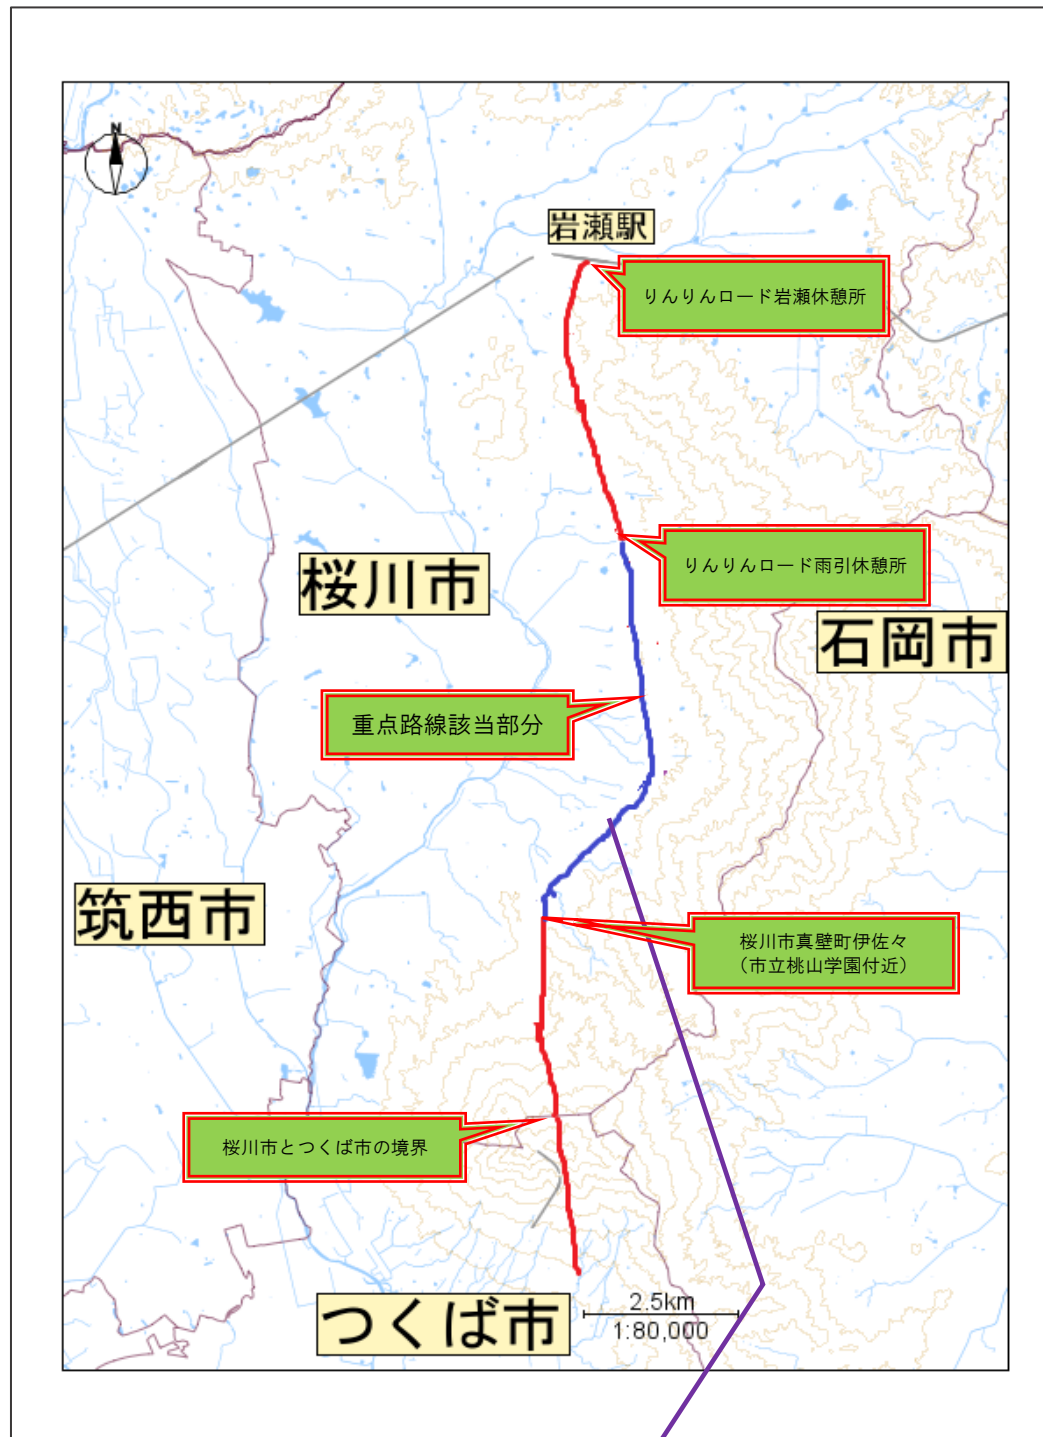 N
岩瀬駅
りんりんロード岩瀬休憩所
りんりんロード雨引休憩所
桜川市
石岡市
重点路線該当部分
筑西市
桜川市真壁町伊佐々
（市立桃山学園付近）
桜川市とつくば市の境界
つくば市
2.5km
1:80,000